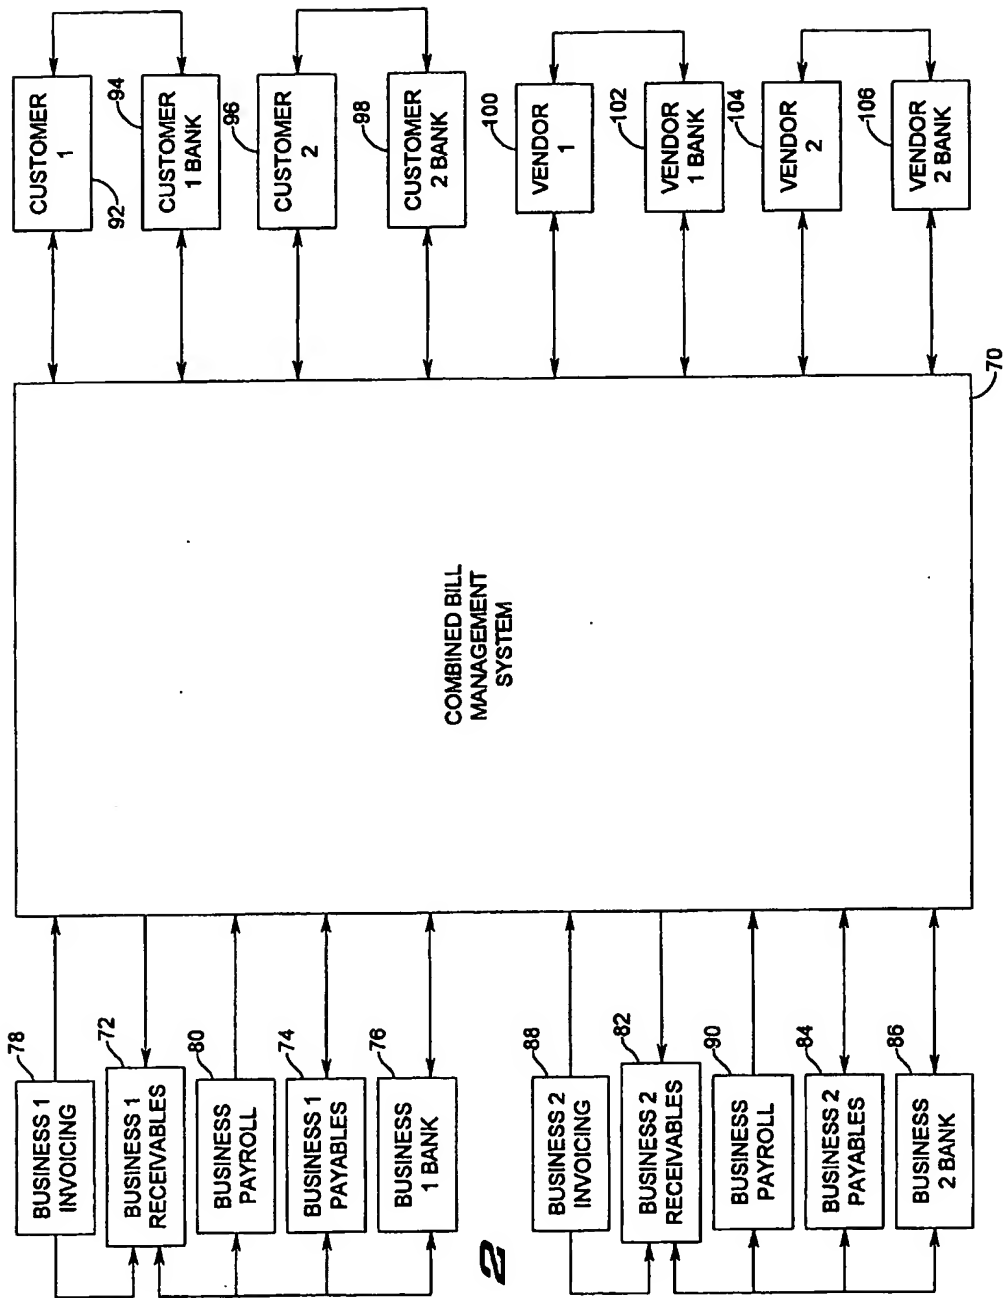 78
BUSINESS 1
INVOICING
72
BUSINESS 1
RECEIVABLES
80
BUSINESS
PAYROLL
74
BUSINESS 1
PAYABLES
76
BUSINESS
1 BANK
2
88
BUSINESS 2
INVOICING
82
BUSINESS 2
RECEIVABLES
90
BUSINESS
PAYROLL
84
BUSINESS 2
PAYABLES
86
BUSINESS
2 BANK
COMBINED BILL
MANAGEMENT
SYSTEM
70
CUSTOMER
1
92
94
CUSTOMER
1 BANK
96
CUSTOMER
2
98
CUSTOMER
2 BANK
100
VENDOR
1
102
VENDOR
1 BANK
104
VENDOR
2
106
VENDOR
2 BANK